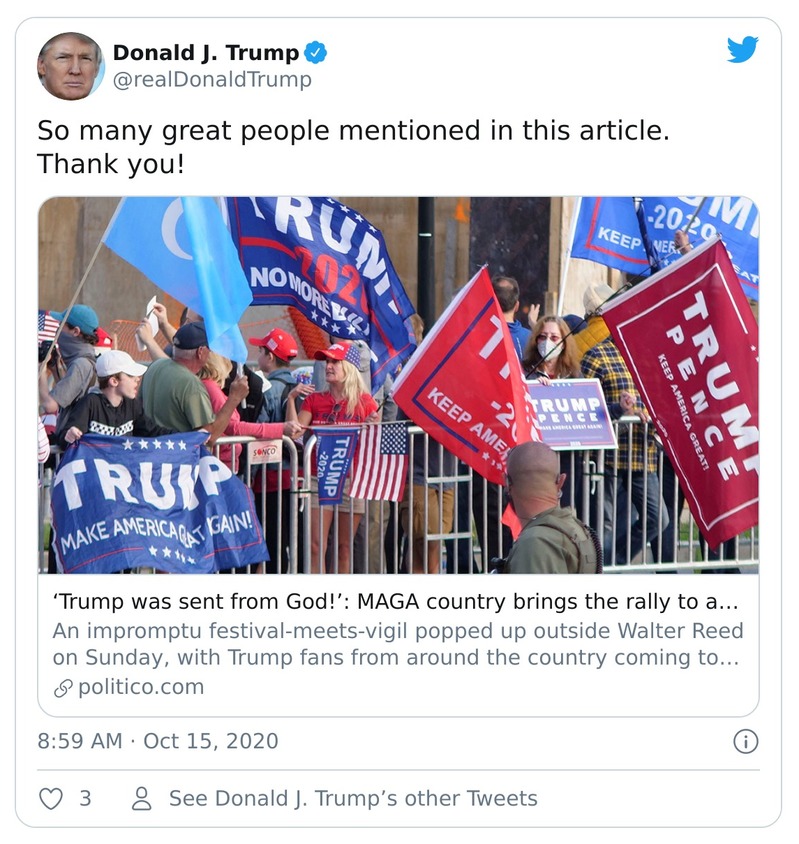 Donald J. Trump
@realDonaldTrump
So many great people mentioned in this article.
Thank you!
TRUMP
2020
NO MORE
-2020
KEEP
TRUMP
MAKE AMERICA GREAT AGAIN!
SONCO
TRUMP
-2020-
KEEP AMERICA
TRUMP
PENCE
TRUMP
PENCE
KEEP AMERICA GREAT!
‘Trump was sent from God!’: MAGA country brings the rally to a…
An impromptu festival-meets-vigil popped up outside Walter Reed
on Sunday, with Trump fans from around the country coming to…
politico.com
8:59 AM · Oct 15, 2020
3
See Donald J. Trump’s other Tweets